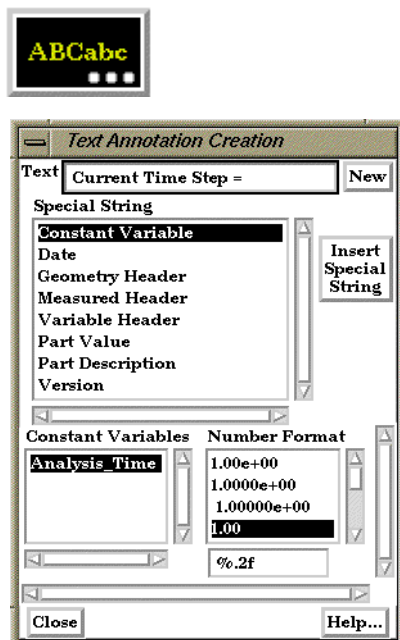 ABCabc
Text Annotation Creation
Text Current Time Step = New
Special String
Constant Variable
Date
Geometry Header
Measured Header
Variable Header
Part Value
Part Description
Version
Insert
Special
String
Constant Variables
Analysis_Time
Number Format
1.00e+00
1.0000e+00
1.00000e+00
1.00
%.2f
Close Help...